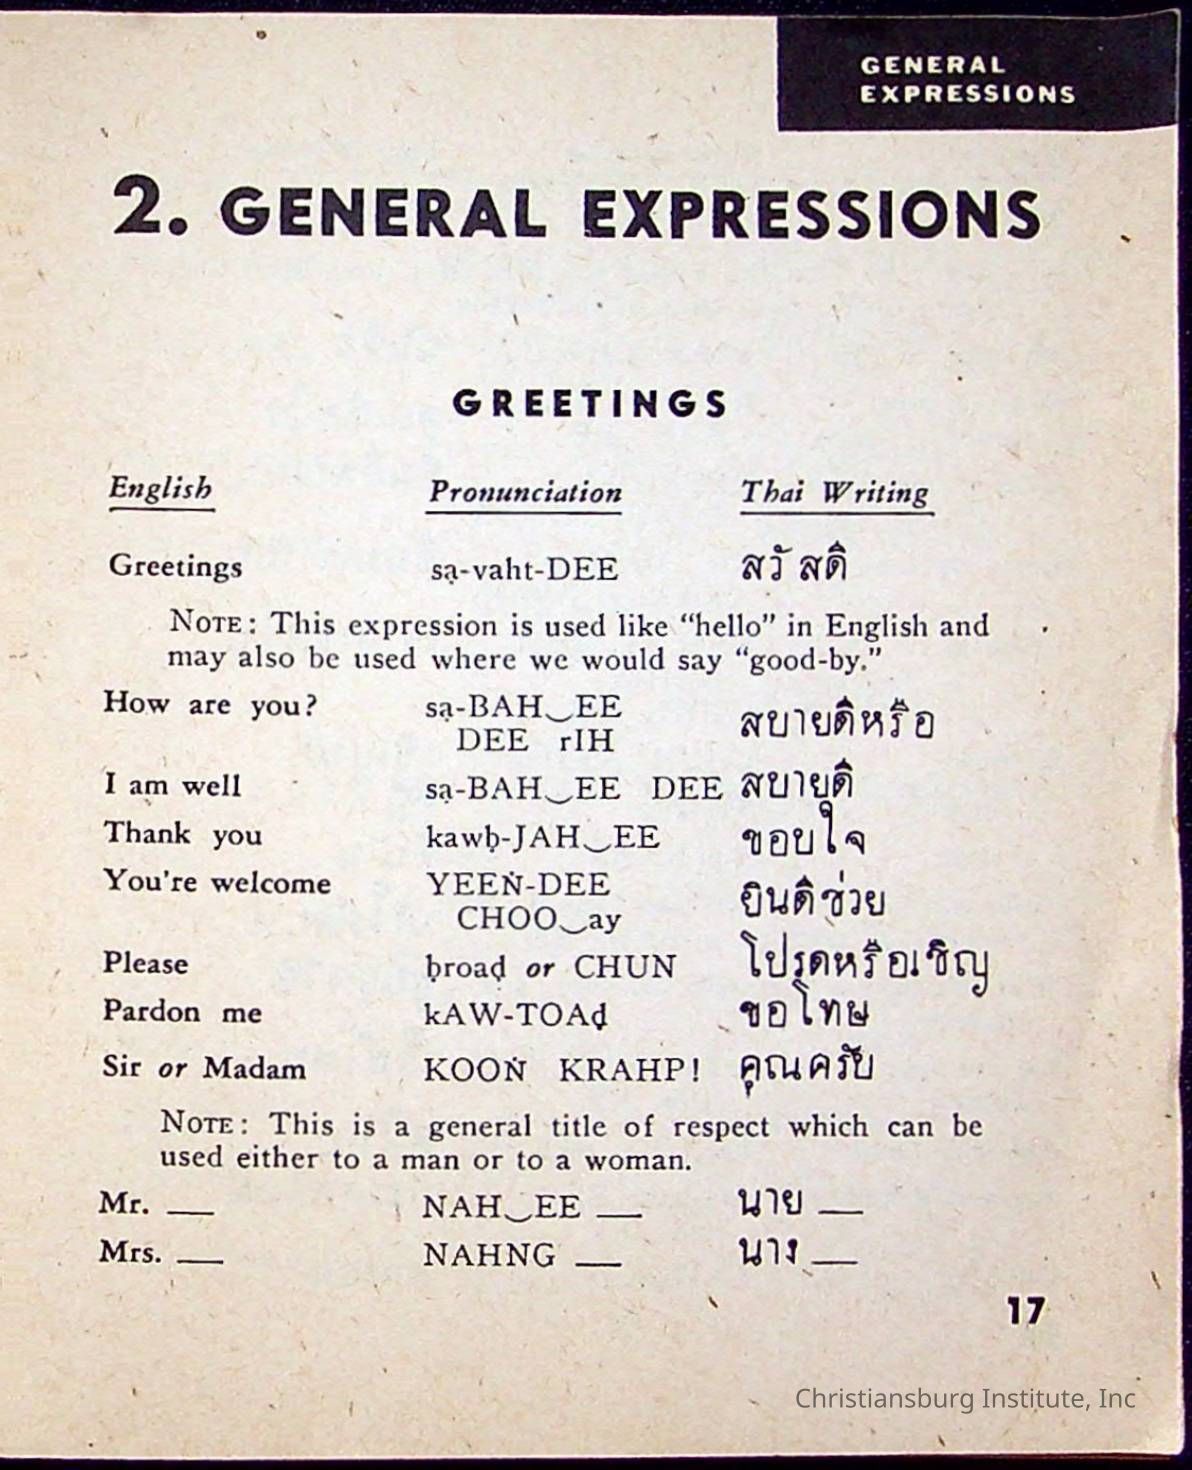 GENERAL
EXPRESSIONS
2. GENERAL EXPRESSIONS
GREETINGS
English Pronunciation Thai Writing
Greetings sạ-vaht-DEE สวัสดี
NOTE: This expression is used like “hello” in English and
may also be used where we would say “good-by.”
How are you? sạ-BAH‿EE
DEE rIH สบายดีหรือ
I am well sạ-BAH‿EE DEE สบายดี
Thank you kawḅ-JAH‿EE ขอบใจ
You're welcome YEEṄ-DEE
CHOO‿ay ยินดีช่วย
Please ḅroaḍ or CHUN โปรดหรือเชิญ
Pardon me kAW-TOAḍ ขอโทษ
Sir or Madam KOOṄ KRAHP! คุณครับ
NOTE: This is a general title of respect which can be
used either to a man or to a woman.
Mr. __ NAH‿EE __ นาย __
Mrs. __ NAHNG __ นาง __
17
Christiansburg Institute, Inc